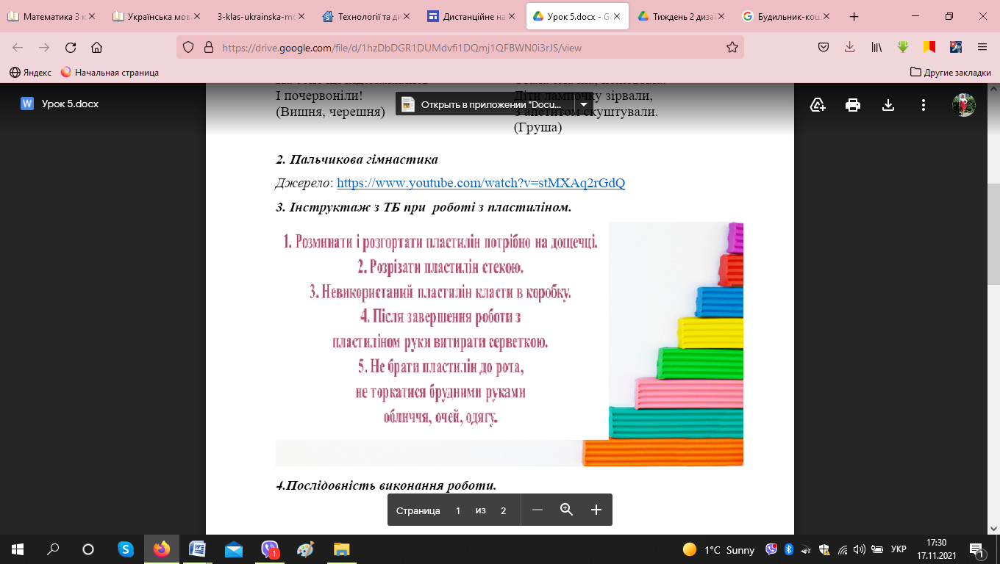 Математика 3 к
Українська мов
3-klas-ukrainska-mo
Технології та ди
Дистанційне на
Урок 5.docx - Go
Тиждень 2 дизаї
Будильник-кош
https://drive.google.com/file/d/1hzDbDGR1DUMdvfi1DQmj1QFBWN0i3rJS/view
Яндекс
Начальная страница
Другие закладки
Урок 5.docx
Открыть в приложении "Docu...
І почервоніли!
(Вишня, черешня)
Діти лампочку зірвали,
З апетитом скуштували.
(Груша)
2. Пальчикова гімнастика
Джерело: https://www.youtube.com/watch?v=stMXAq2rGdQ
3. Інструктаж з ТБ при роботі з пластиліном.
1. Розминати і розгортати пластилін потрібно на дощечці.
2. Розрізати пластилін стекою.
3. Невикористаний пластилін класти в коробку.
4. Після завершення роботи з
пластиліном руки витирати серветкою.
5. Не брати пластилін до рота,
не торкатися брудними руками
обличчя, очей, одягу.
4.Послідовність виконання роботи.
Страница 1 из 2
1°C Sunny
УКР
17:30
17.11.2021
1
1